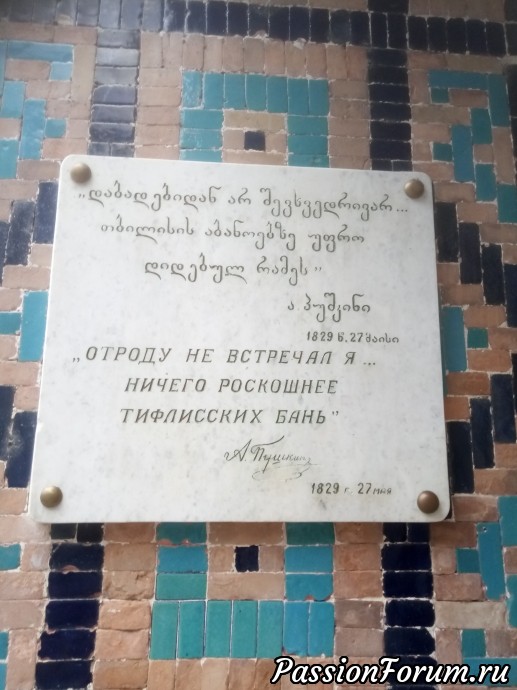 „დაბადებიდან არ შევხვედრივარ...
თბილისის აბანოებზე უფრო
დიდებულ რამეს"
ა. პუშკინი
1829 წ. 27 მაისი
„ОТРОДУ НЕ ВСТРЕЧАЛ Я...
НИЧЕГО РОСКОШНЕЕ
ТИФЛИССКИХ БАНЬ"
А. Пушкин
1829 г. 27 мая
PassionForum.ru